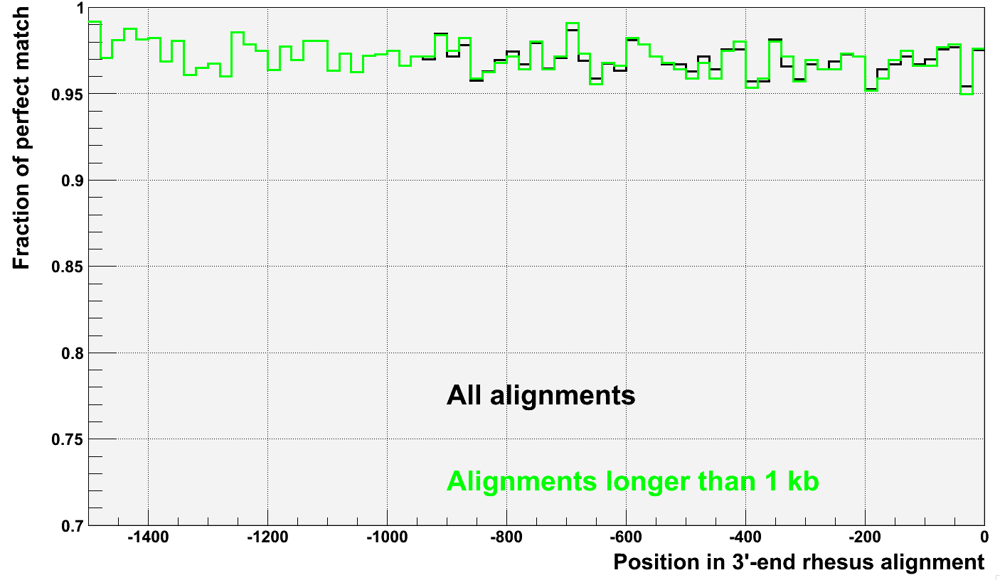 Fraction of perfect match
1
0.95
0.9
0.85
0.8
0.75
0.7
All alignments
Alignments longer than 1 kb
-1400 -1200 -1000 -800 -600 -400 -200 0
Position in 3'-end rhesus alignment